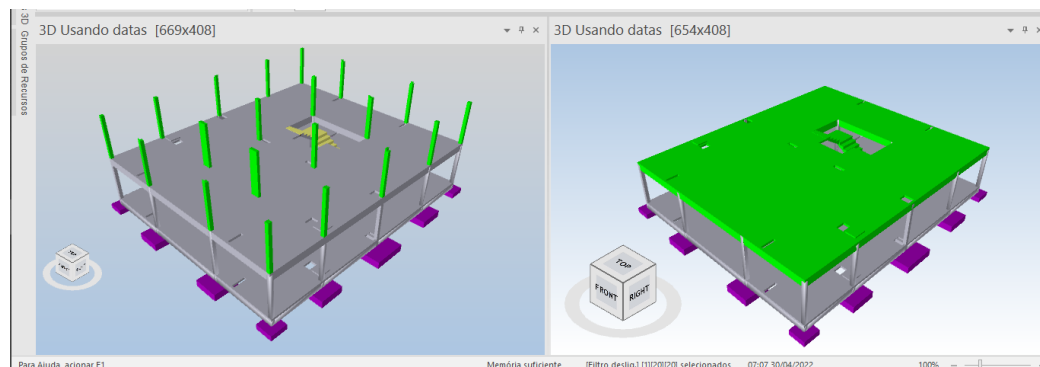 3D Grupos de Recursos
3D Usando datas [669x408]
3D Usando datas [654x408]
TOP
FRONT
RIGHT
Para Ajuda, acionar F1
Memória suficiente
[Filtro deslig.] [1][20][20] selecionados
07:07 30/04/2022
100%